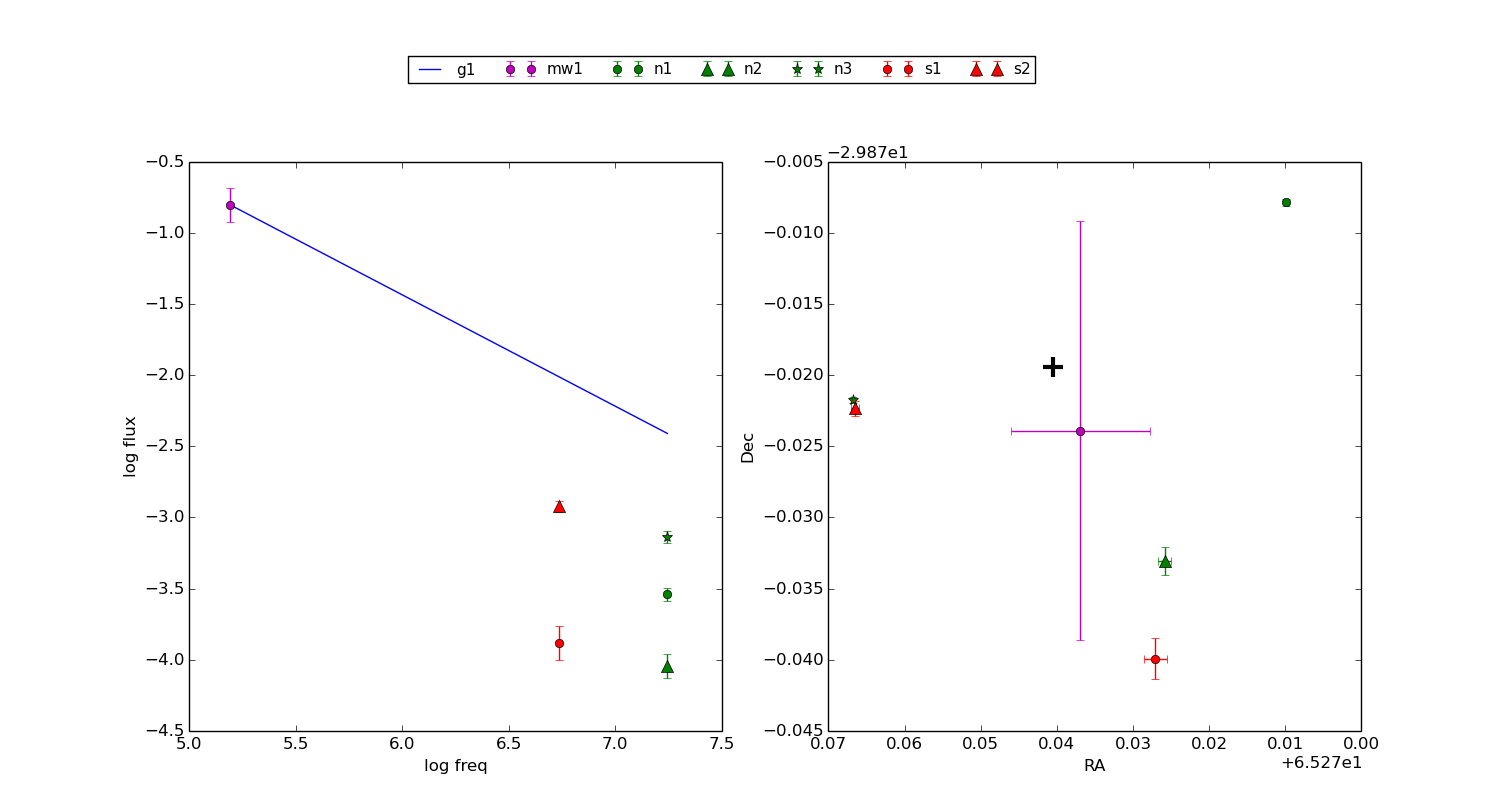 g1 mw1 n1 n2 n3 s1 s2
−0.5
−1.0
−1.5
−2.0
−2.5
−3.0
−3.5
−4.0
−4.5
log flux
5.0 5.5 6.0 6.5 7.0 7.5
log freq
−2.987e1
−0.005
−0.010
−0.015
−0.020
−0.025
−0.030
−0.035
−0.040
−0.045
Dec
0.07 0.06 0.05 0.04 0.03 0.02 0.01 0.00
RA
+6.527e1